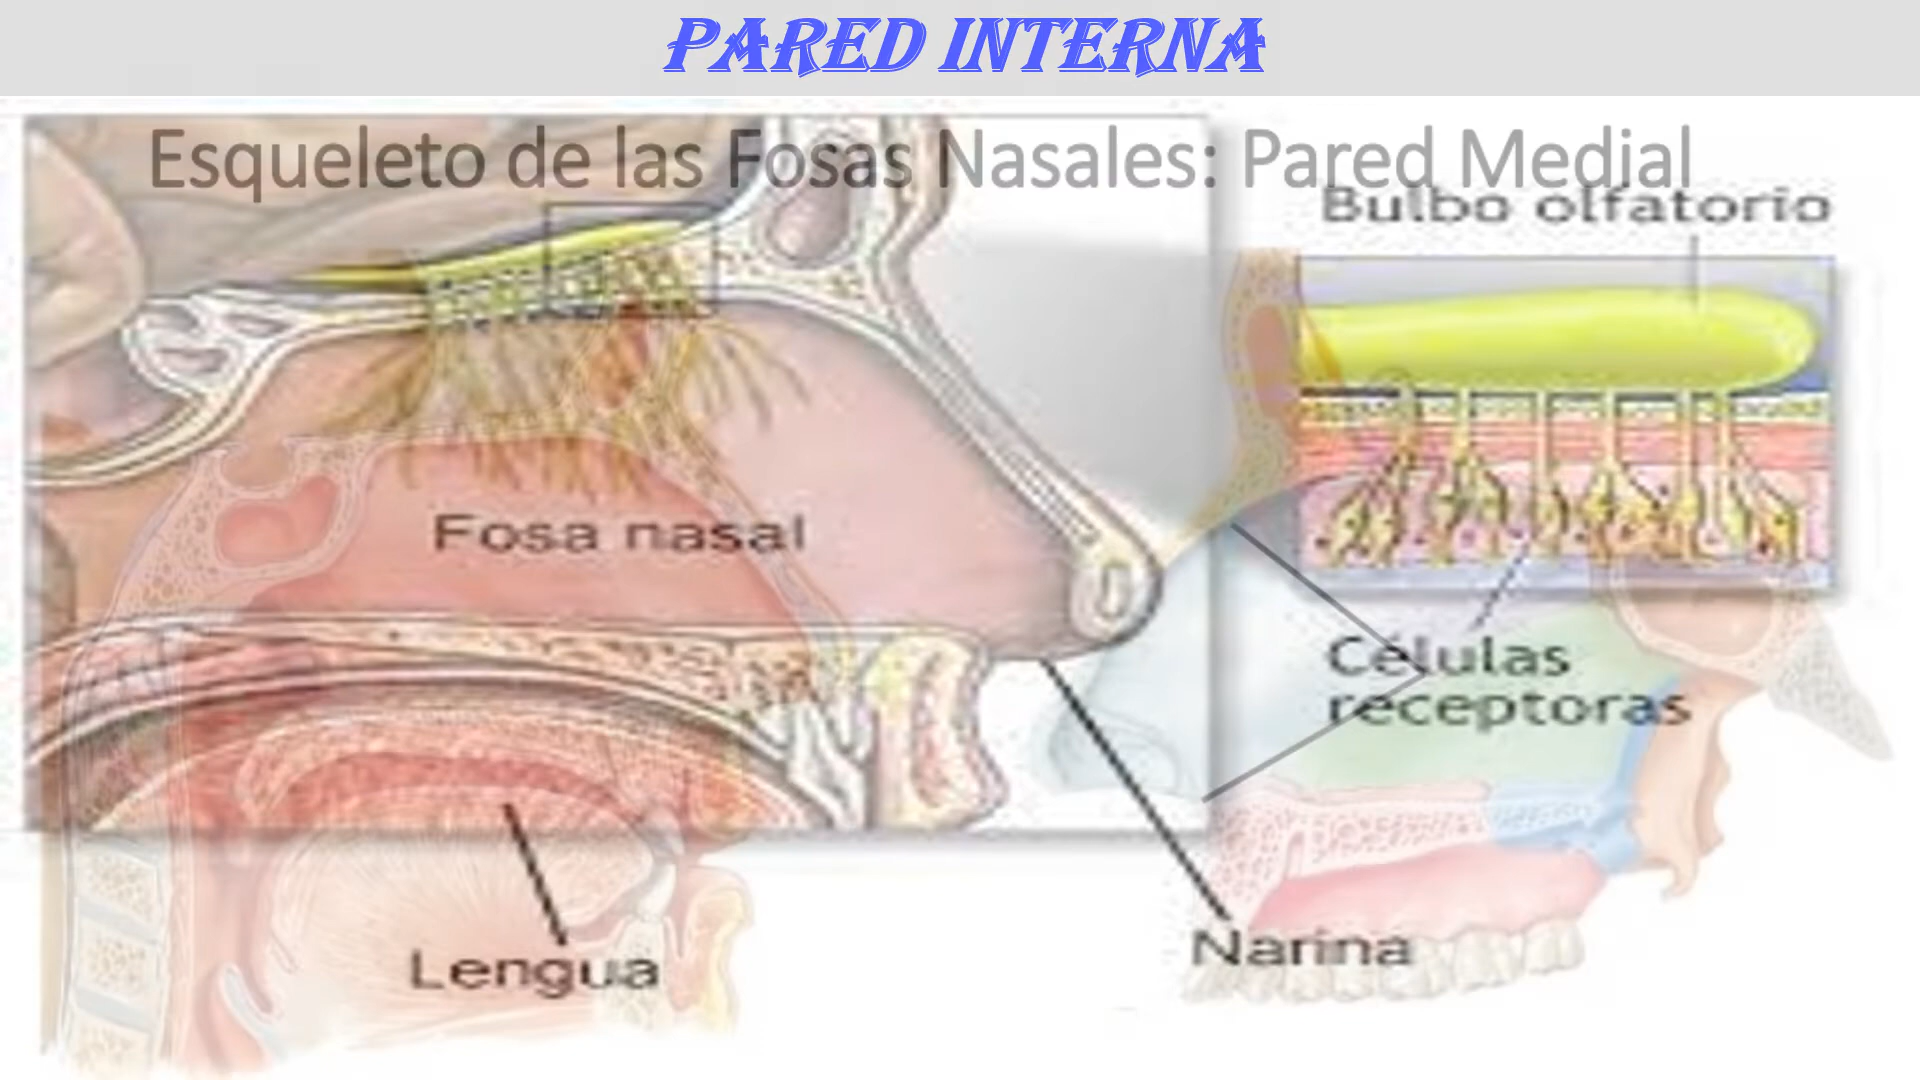 PARED INTERNA
Esqueleto de las Fosas Nasales: Pared Medial
Bulbo olfatorio
Fosa nasal
Células
receptoras
Narina
Lengua